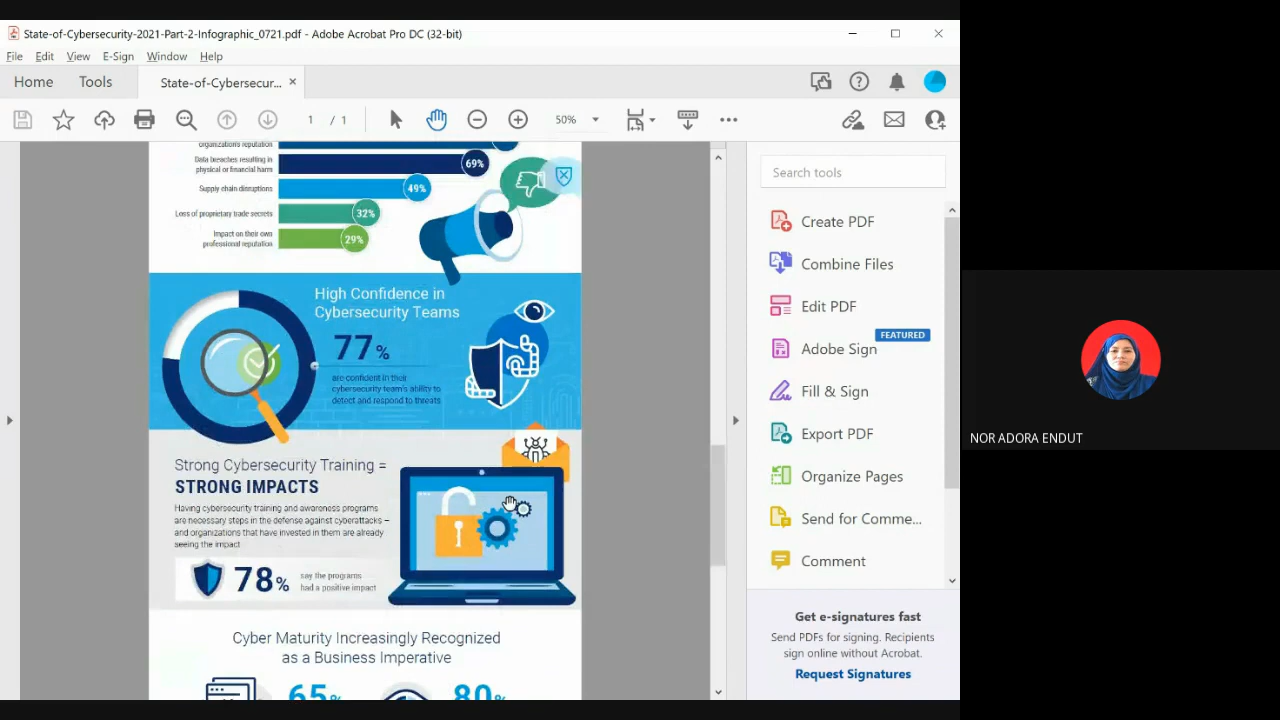 State-of-Cybersecurity-2021-Part-2-Infographic_0721.pdf - Adobe Acrobat Pro DC (32-bit)
File Edit View E-Sign Window Help
Home Tools State-of-Cybersecur... ×
1 / 1 50%
organization's reputation
Data breaches resulting in
physical or financial harm
69%
Supply chain disruptions
49%
Loss of proprietary trade secrets
32%
Impact on their own
professional reputation
29%
High Confidence in
Cybersecurity Teams
77%
are confident in their
cybersecurity team's ability to
detect and respond to threats
Strong Cybersecurity Training =
STRONG IMPACTS
Having cybersecurity training and awareness programs
are necessary steps in the defense against cyberattacks –
and organizations that have invested in them are already
seeing the impact
78%
say the programs
had a positive impact
Cyber Maturity Increasingly Recognized
as a Business Imperative
65% 80%
Search tools
Create PDF
Combine Files
Edit PDF
FEATURED
Adobe Sign
Fill & Sign
Export PDF
Organize Pages
Send for Comme...
Comment
Get e-signatures fast
Send PDFs for signing. Recipients
sign online without Acrobat.
Request Signatures
NOR ADORA ENDUT